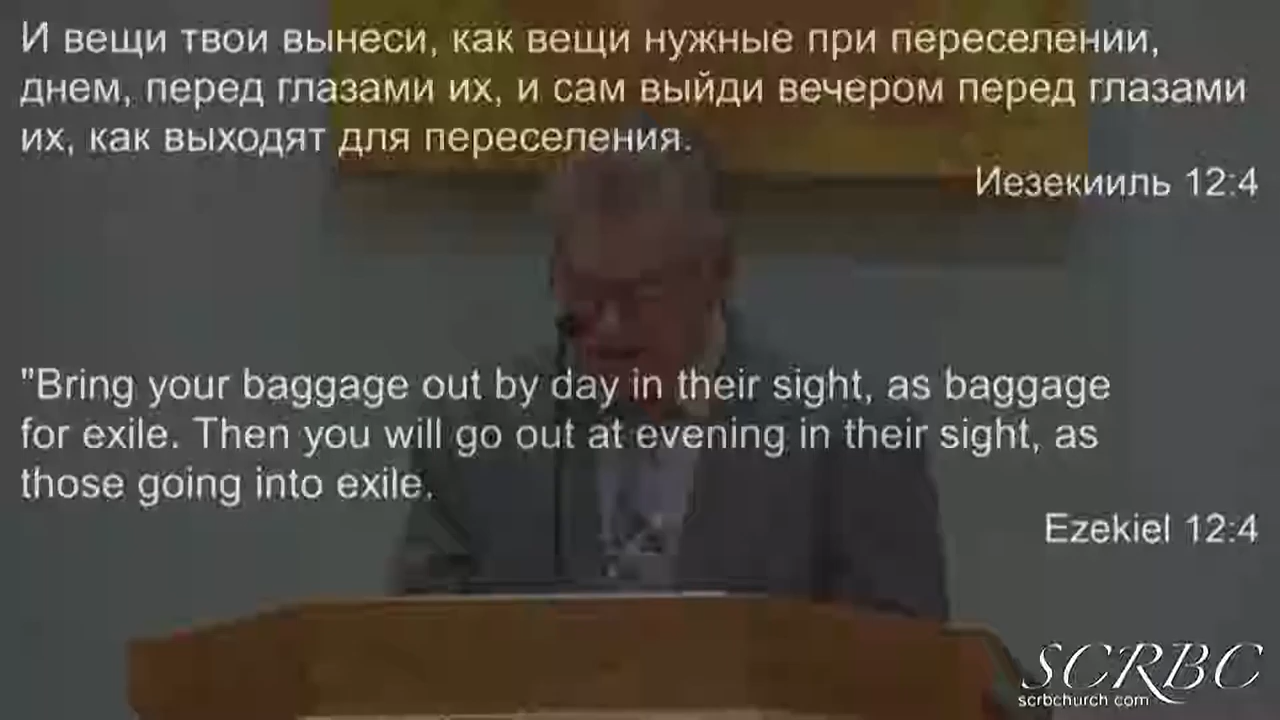 И вещи твои вынеси, как вещи нужные при переселении,
днем, перед глазами их, и сам выйди вечером перед глазами
их, как выходят для переселения.
Иезекииль 12:4
"Bring your baggage out by day in their sight, as baggage
for exile. Then you will go out at evening in their sight, as
those going into exile.
Ezekiel 12:4
SCRBC
scrbchurch.com